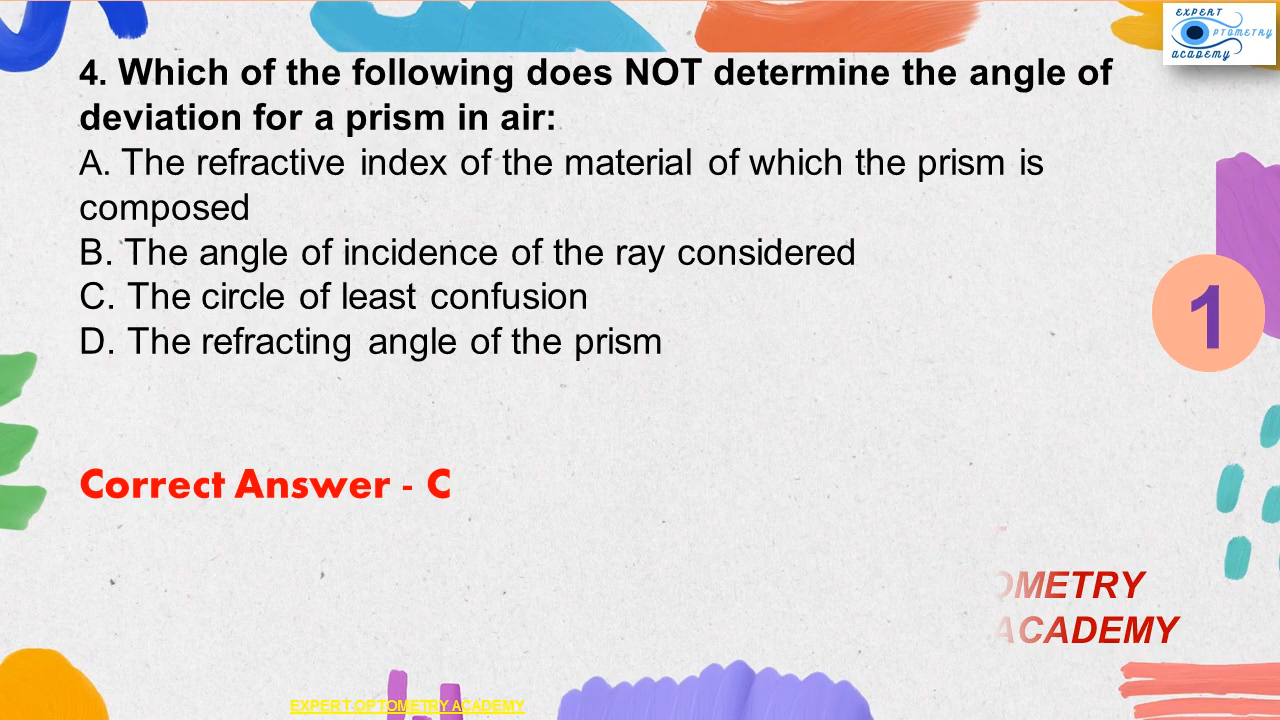 EXPERT
PTOMETRY
academy
4. Which of the following does NOT determine the angle of
deviation for a prism in air:
A. The refractive index of the material of which the prism is
composed
B. The angle of incidence of the ray considered
C. The circle of least confusion
D. The refracting angle of the prism
1
Correct Answer - C
OMETRY
ACADEMY
EXPERT OPTOMETRY ACADEMY